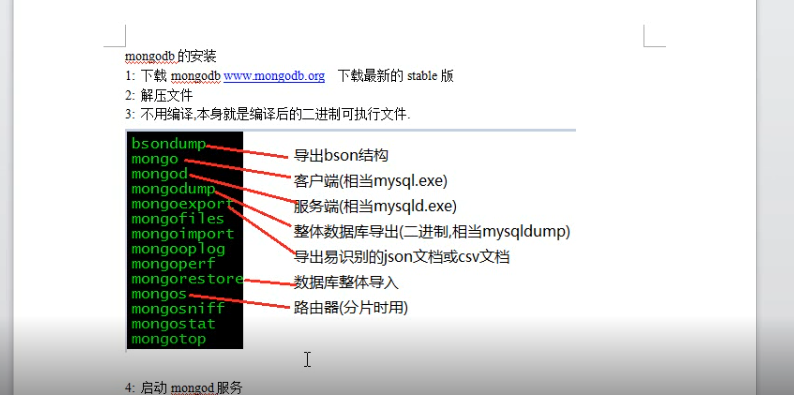 mongodb的安装
1: 下载 mongodb www.mongodb.org 下载最新的 stable 版
2: 解压文件
3: 不用编译,本身就是编译后的二进制可执行文件.
bsondump
导出bson结构
mongo
客户端(相当mysql.exe)
mongod
服务端(相当mysqld.exe)
mongodump
整体数据库导出(二进制,相当mysqldump)
mongoexport
导出易识别的json文档或csv文档
mongofiles
mongoimport
mongooplog
mongoperf
mongorestore
数据库整体导入
mongos
路由器(分片时用)
mongosniff
mongostat
mongotop
4: 启动 mongod 服务